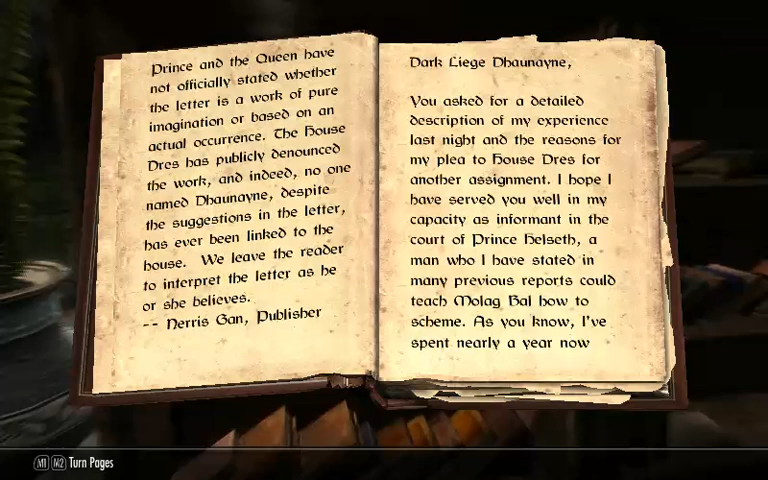 Prince and the Queen have
not officially stated whether
the letter is a work of pure
imagination or based on an
actual occurrence. The House
Dres has publicly denounced
the work, and indeed, no one
named Dhaunayne, despite
the suggestions in the letter,
has ever been linked to the
house.  We leave the reader
to interpret the letter as he
or she believes.
-- Nerris Gan, Publisher
Dark Liege Dhaunayne,
You asked for a detailed
description of my experience
last night and the reasons for
my plea to House Dres for
another assignment. I hope I
have served you well in my
capacity as informant in the
court of Prince Helseth, a
man who I have stated in
many previous reports could
teach Molag Bal how to
scheme. As you know, I've
spent nearly a year now
M1 M2 Turn Pages